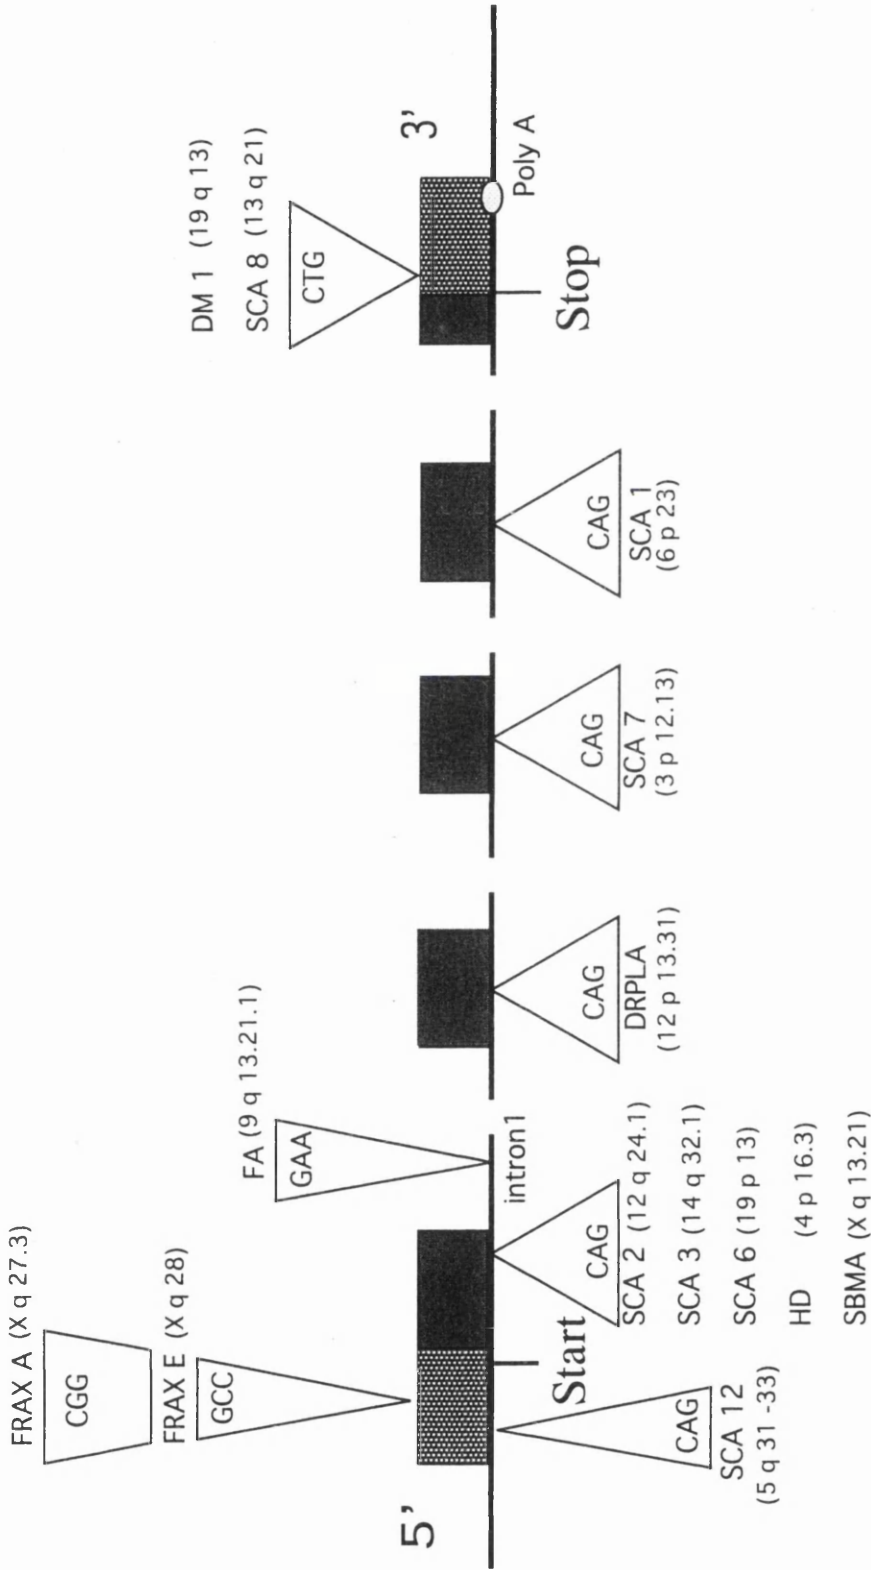 FRAX A (X q 27.3)
CGG
FRAX E (X q 28)
GCC
FA (9 q 13.21.1)
GAA
DM 1 (19 q 13)
SCA 8 (13 q 21)
CTG
5'
3'
Start
intron1
Stop
Poly A
CAG
SCA 12
(5 q 31 -33)
CAG
SCA 2 (12 q 24.1)
SCA 3 (14 q 32.1)
SCA 6 (19 p 13)
HD (4 p 16.3)
SBMA (X q 13.21)
CAG
DRPLA
(12 p 13.31)
CAG
SCA 7
(3 p 12.13)
CAG
SCA 1
(6 p 23)